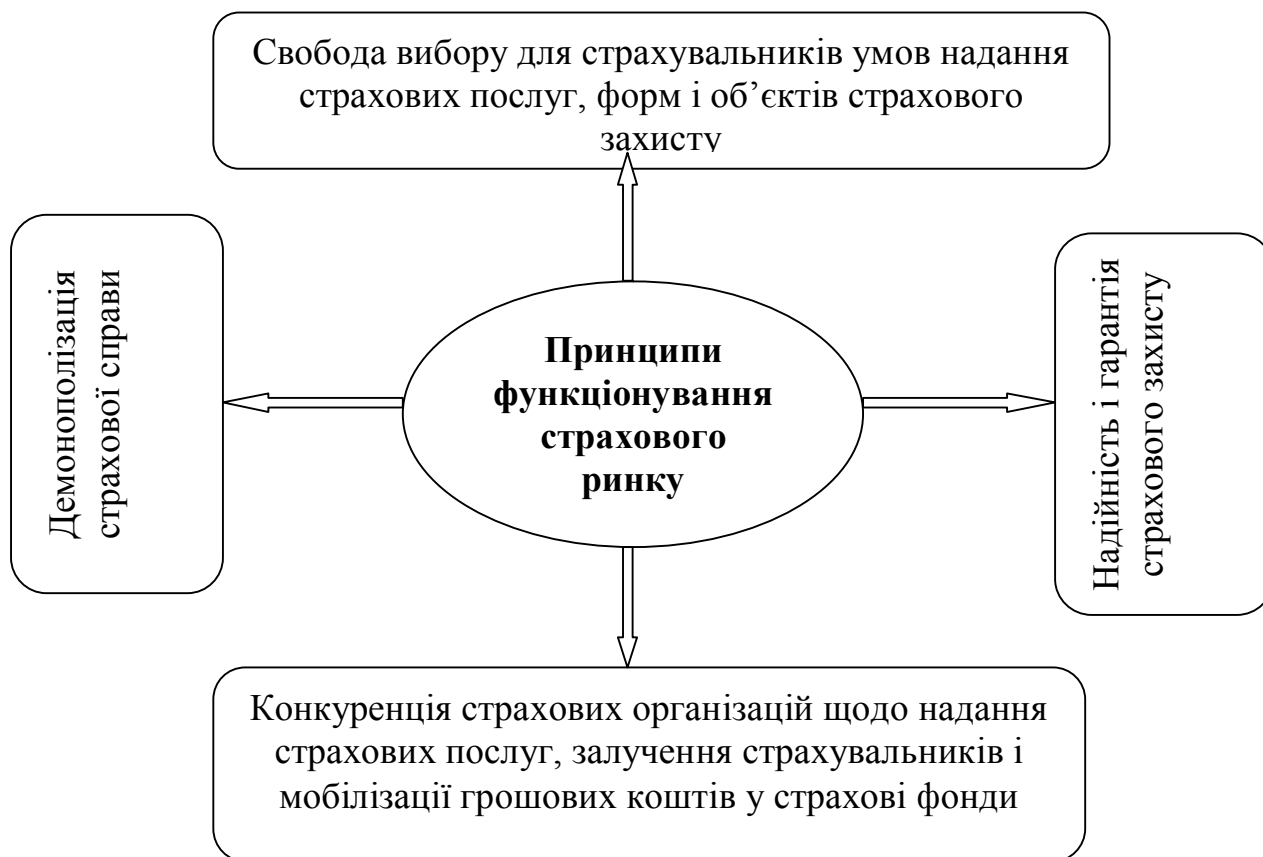 Свобода вибору для страхувальників умов надання
страхових послуг, форм і об’єктів страхового
захисту
Демонополізація
страхової справи
Принципи
функціонування
страхового
ринку
Надійність і гарантія
страхового захисту
Конкуренція страхових організацій щодо надання
страхових послуг, залучення страхувальників і
мобілізації грошових коштів у страхові фонди